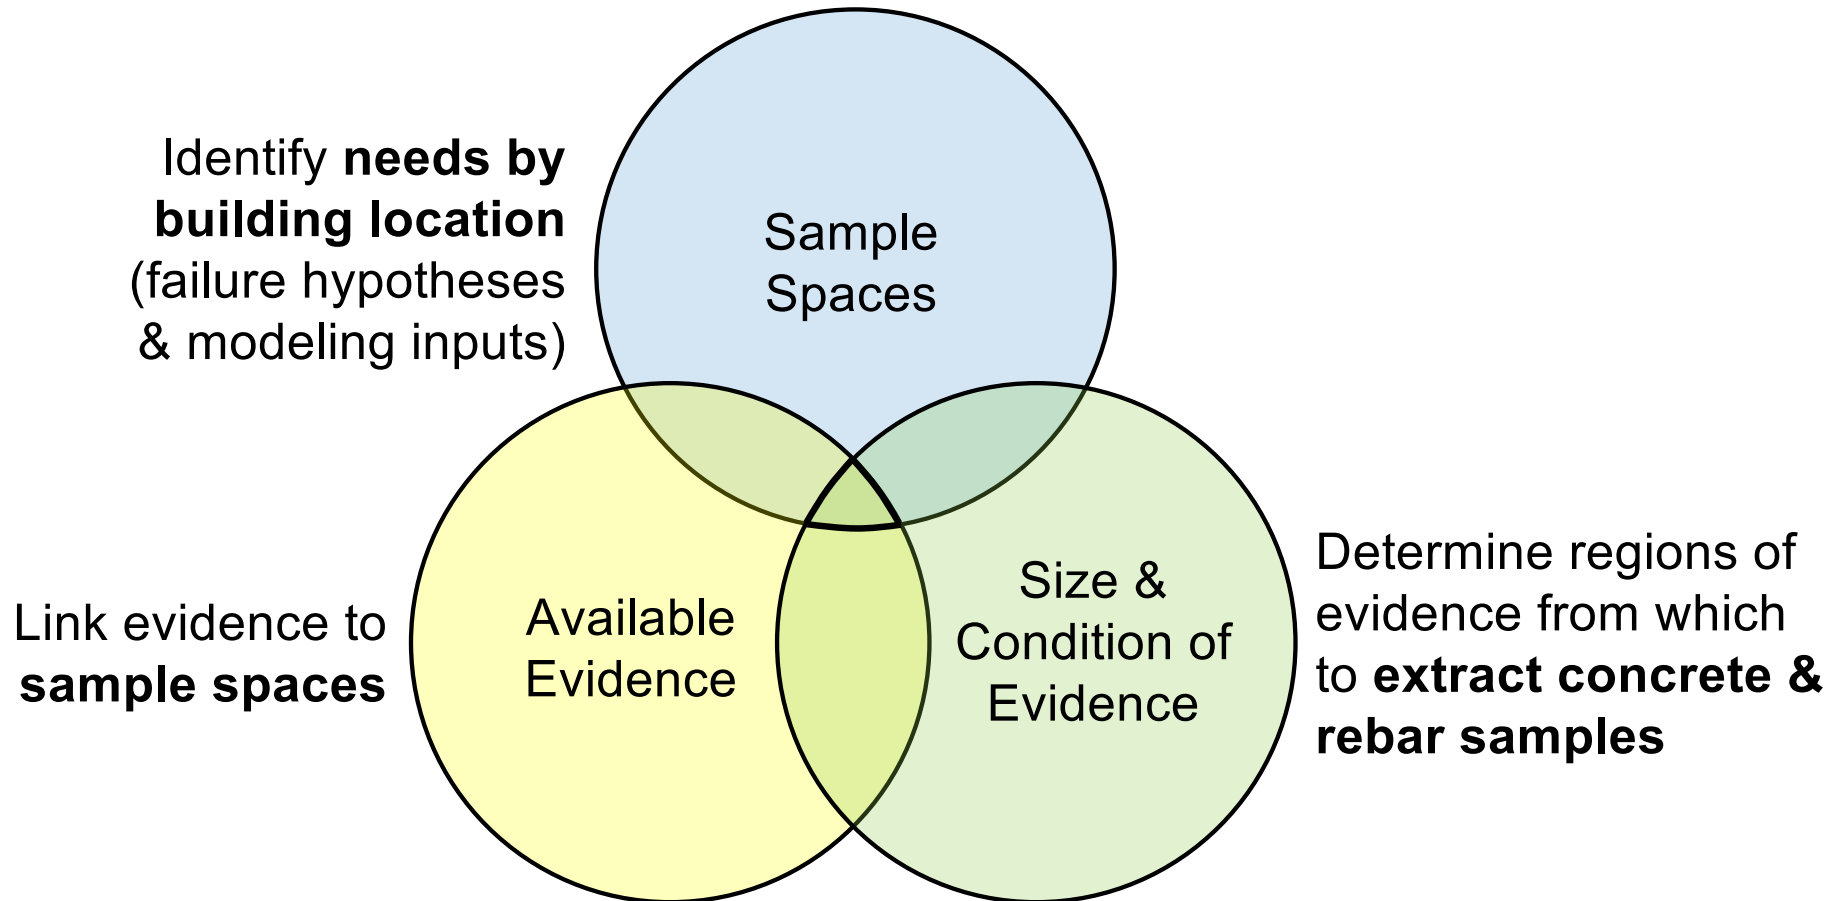 Identify needs by
building location
(failure hypotheses
& modeling inputs)
Sample
Spaces
Link evidence to
sample spaces
Available
Evidence
Size &
Condition of
Evidence
Determine regions of
evidence from which
to extract concrete &
rebar samples